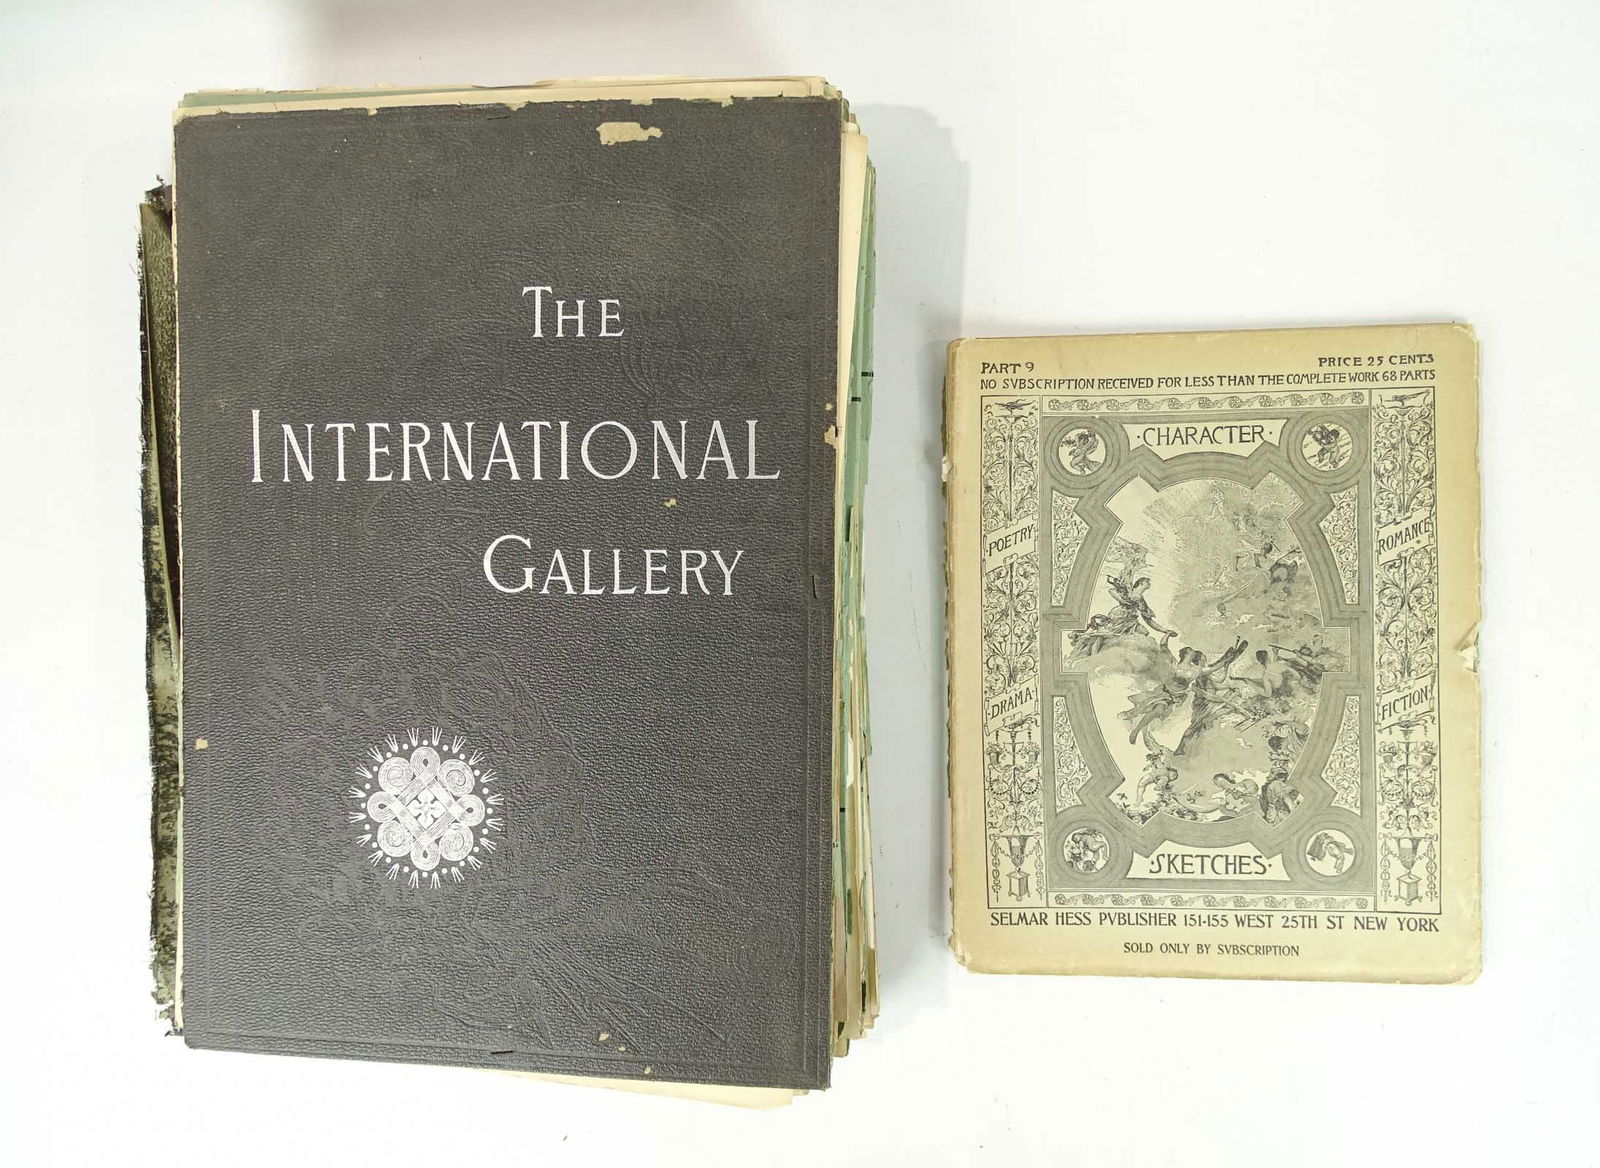 THE
INTERNATIONAL
GALLERY
PART 9
PRICE 25 CENTS
NO SVBSCRIPTION RECEIVED FOR LESS THAN THE COMPLETE WORK 68 PARTS
·CHARACTER·
POETRY
ROMANCE
·DRAMA·
FICTION
·SKETCHES·
SELMAR HESS PVBLISHER 151-155 WEST 25TH ST NEW YORK
SOLD ONLY BY SVBSCRIPTION